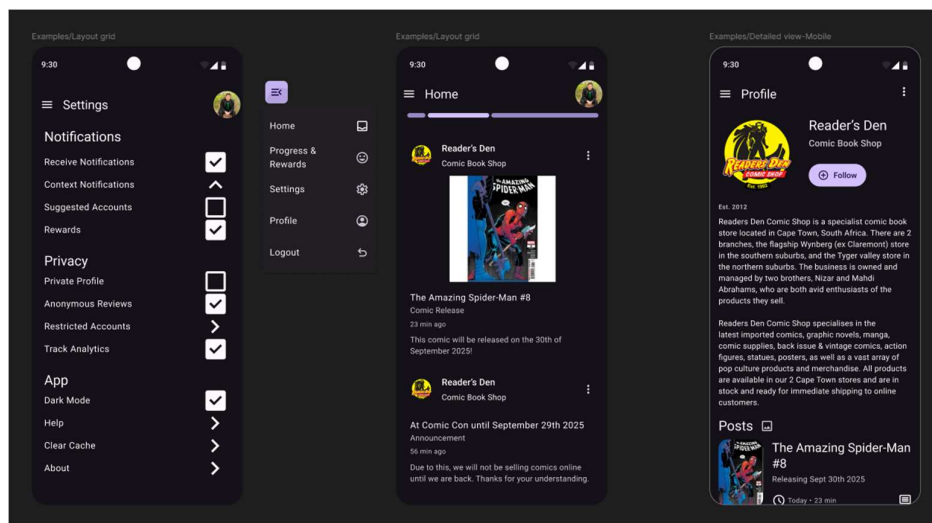 Examples/Layout grid
9:30
Settings
Notifications
Receive Notifications
Context Notifications
Suggested Accounts
Rewards
Privacy
Private Profile
Anonymous Reviews
Restricted Accounts
Track Analytics
App
Dark Mode
Help
Clear Cache
About
Home
Progress &
Rewards
Settings
Profile
Logout
Examples/Layout grid
9:30
Home
Reader's Den
Comic Book Shop
THE AMAZING
SPIDER-MAN
The Amazing Spider-Man #8
Comic Release
23 min ago
This comic will be released on the 30th of
September 2025!
Reader's Den
Comic Book Shop
At Comic Con until September 29th 2025
Announcement
56 min ago
Due to this, we will not be selling comics online
until we are back. Thanks for your understanding.
Examples/Detailed view-Mobile
9:30
Profile
READERS DEN
COMIC SHOP
Est. 1992
Reader's Den
Comic Book Shop
Follow
Est. 2012
Readers Den Comic Shop is a specialist comic book
store located in Cape Town, South Africa. There are 2
branches, the flagship Wynberg (ex Claremont) store
in the southern suburbs, and the Tyger valley store in
the northern suburbs. The business is owned and
managed by two brothers, Nizar and Mahdi
Abrahams, who are both avid enthusiasts of the
products they sell.
Readers Den Comic Shop specialises in the
latest imported comics, graphic novels, manga,
comic supplies, back issue & vintage comics, action
figures, statues, posters, as well as a vast array of
pop culture products and merchandise. All products
are available in our 2 Cape Town stores and are in
stock and ready for immediate shipping to online
customers.
Posts
SPIDER-MAN
The Amazing Spider-Man
#8
Releasing Sept 30th 2025
Today • 23 min